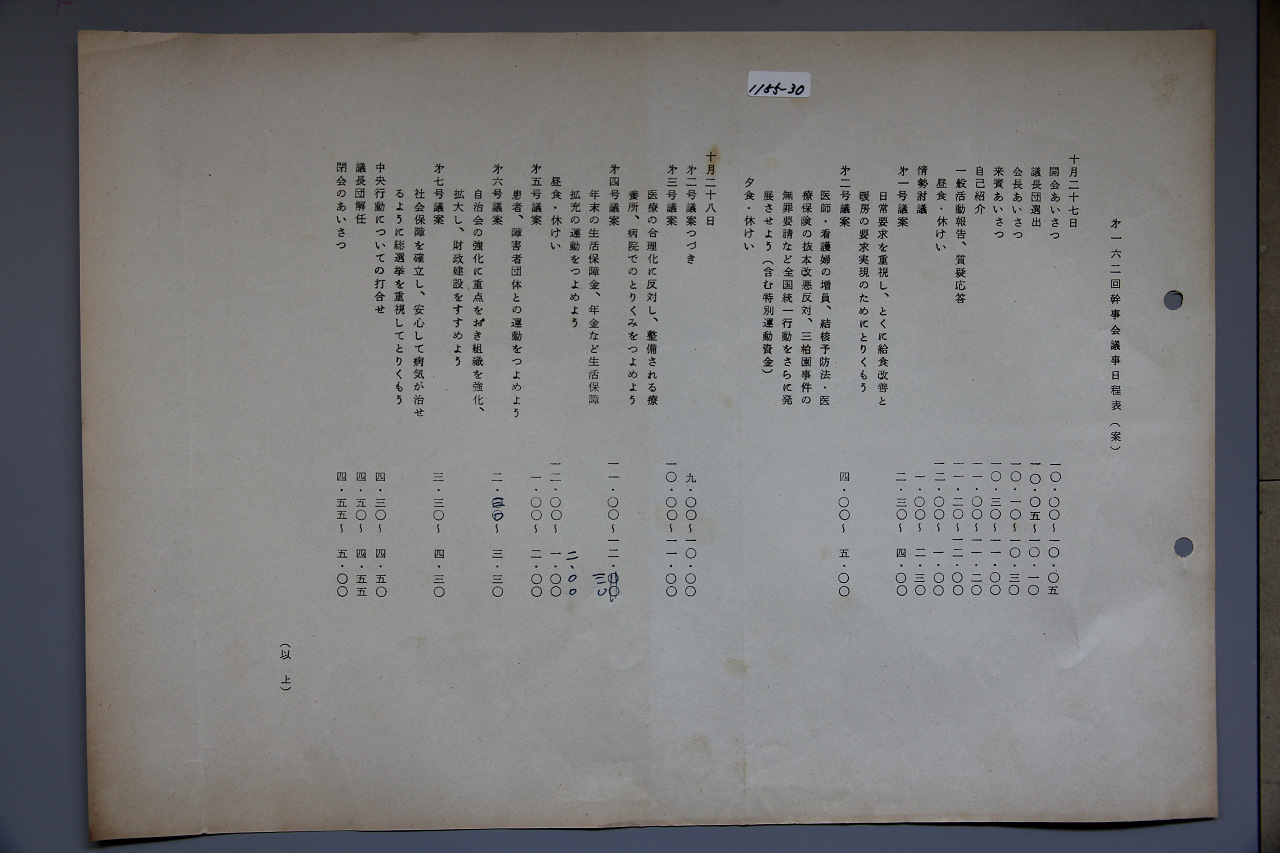 1155-30
才一六二回幹事会議事日程表（案）
十月二十七日
開会あいさつ 一〇・〇〇～一〇・〇五
議長団選出 一〇・〇五～一〇・一〇
会長あいさつ 一〇・一〇～一〇・三〇
来賓あいさつ 一〇・三〇～一一・〇〇
自己紹介 一一・〇〇～一一・二〇
一般活動報告、質疑応答 一一・二〇～一二・〇〇
昼食・休けい 一二・〇〇～一・〇〇
情勢討議 一・〇〇～二・三〇
才一号議案 二・三〇～四・〇〇
日常要求を重視し、とくに給食改善と
暖房の要求実現のためにとりくもう
才二号議案 四・〇〇～五・〇〇
医師・看護婦の増員、結核予防法・医
療保険の抜本改悪反対、三柏園事件の
無罪要請など全国統一行動をさらに発
展させよう（含む特別運動資金）
夕食・休けい
十月二十八日
才二号議案つづき 九・〇〇～一〇・〇〇
才三号議案 一〇・〇〇～一一・〇〇
医療の合理化に反対し、整備される療
養所、病院でのとりくみをつよめよう
才四号議案 一一・〇〇～一二・〇〇 三〇
年末の生活保障金、年金など生活保障
拡充の運動をつよめよう 二・〇〇
昼食・休けい 一二・〇〇～一・〇〇
才五号議案 一・〇〇～二・〇〇
患者、障害者団体との運動をつよめよう
才六号議案 二・三〇～三・三〇
自治会の強化に重点をおき組織を強化、
拡大し、財政建設をすすめよう
才七号議案 三・三〇～四・三〇
社会保障を確立し、安心して病気が治せ
るように総選挙を重視してとりくもう
中央行動についての打合せ 四・三〇～四・五〇
議長団解任 四・五〇～四・五五
閉会のあいさつ 四・五五～五・〇〇
（以上）